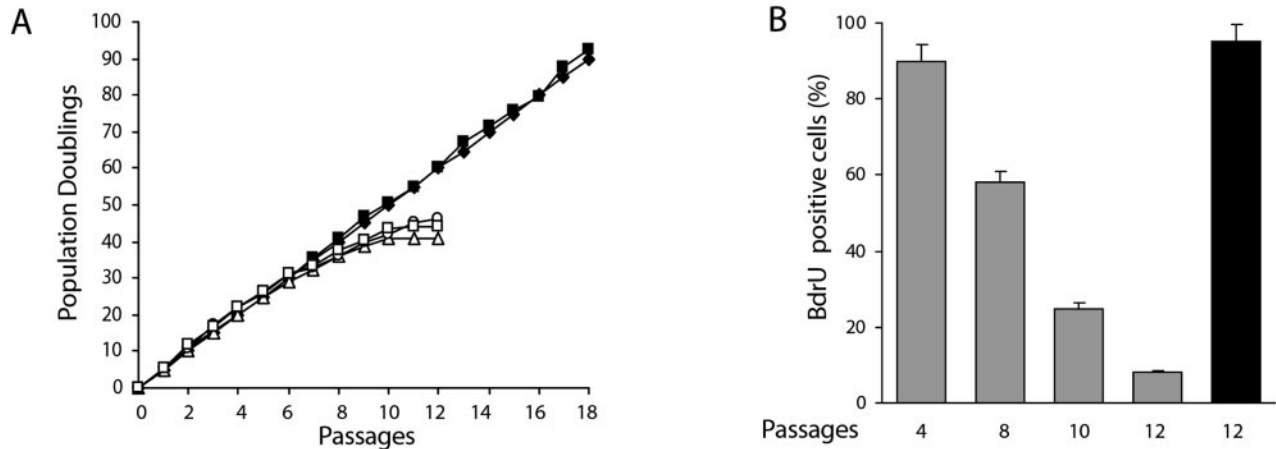 A
Population Doublings
100
90
80
70
60
50
40
30
20
10
0
0 2 4 6 8 10 12 14 16 18
Passages
B
BdrU positive cells (%)
100
80
60
40
20
0
Passages 4 8 10 12 12